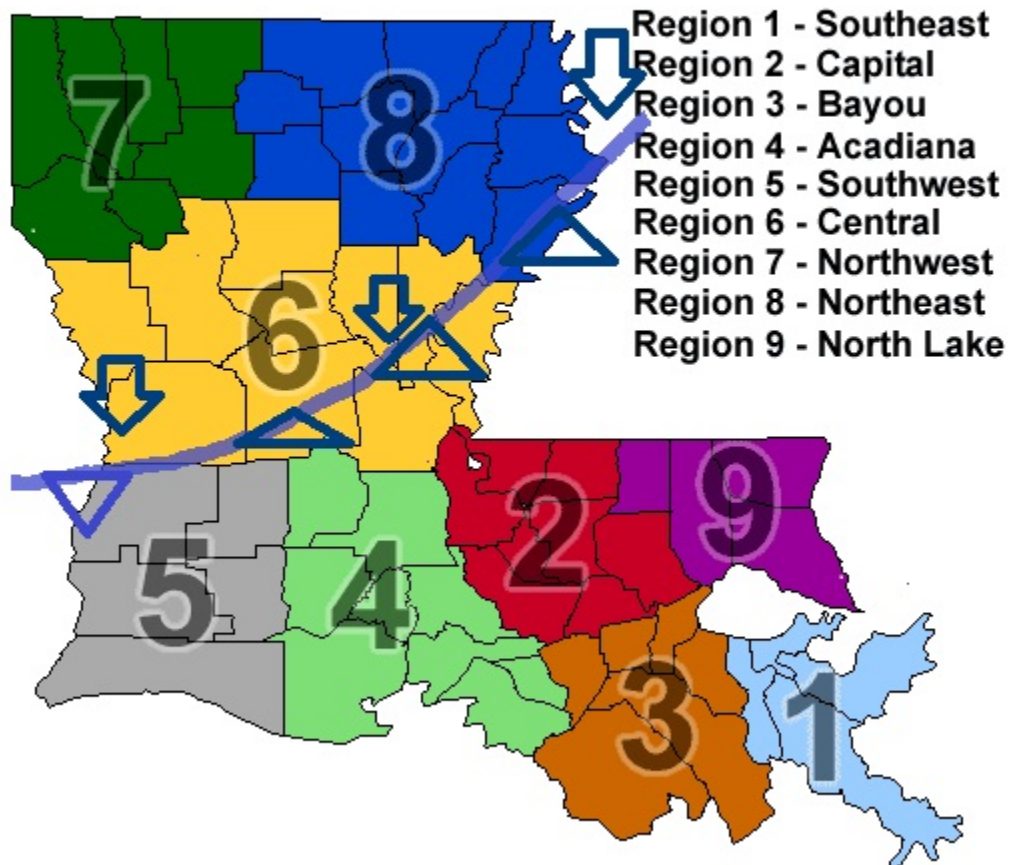 Region 1 - Southeast
Region 2 - Capital
Region 3 - Bayou
Region 4 - Acadiana
Region 5 - Southwest
Region 6 - Central
Region 7 - Northwest
Region 8 - Northeast
Region 9 - North Lake
7
8
6
2
9
5
4
3
1